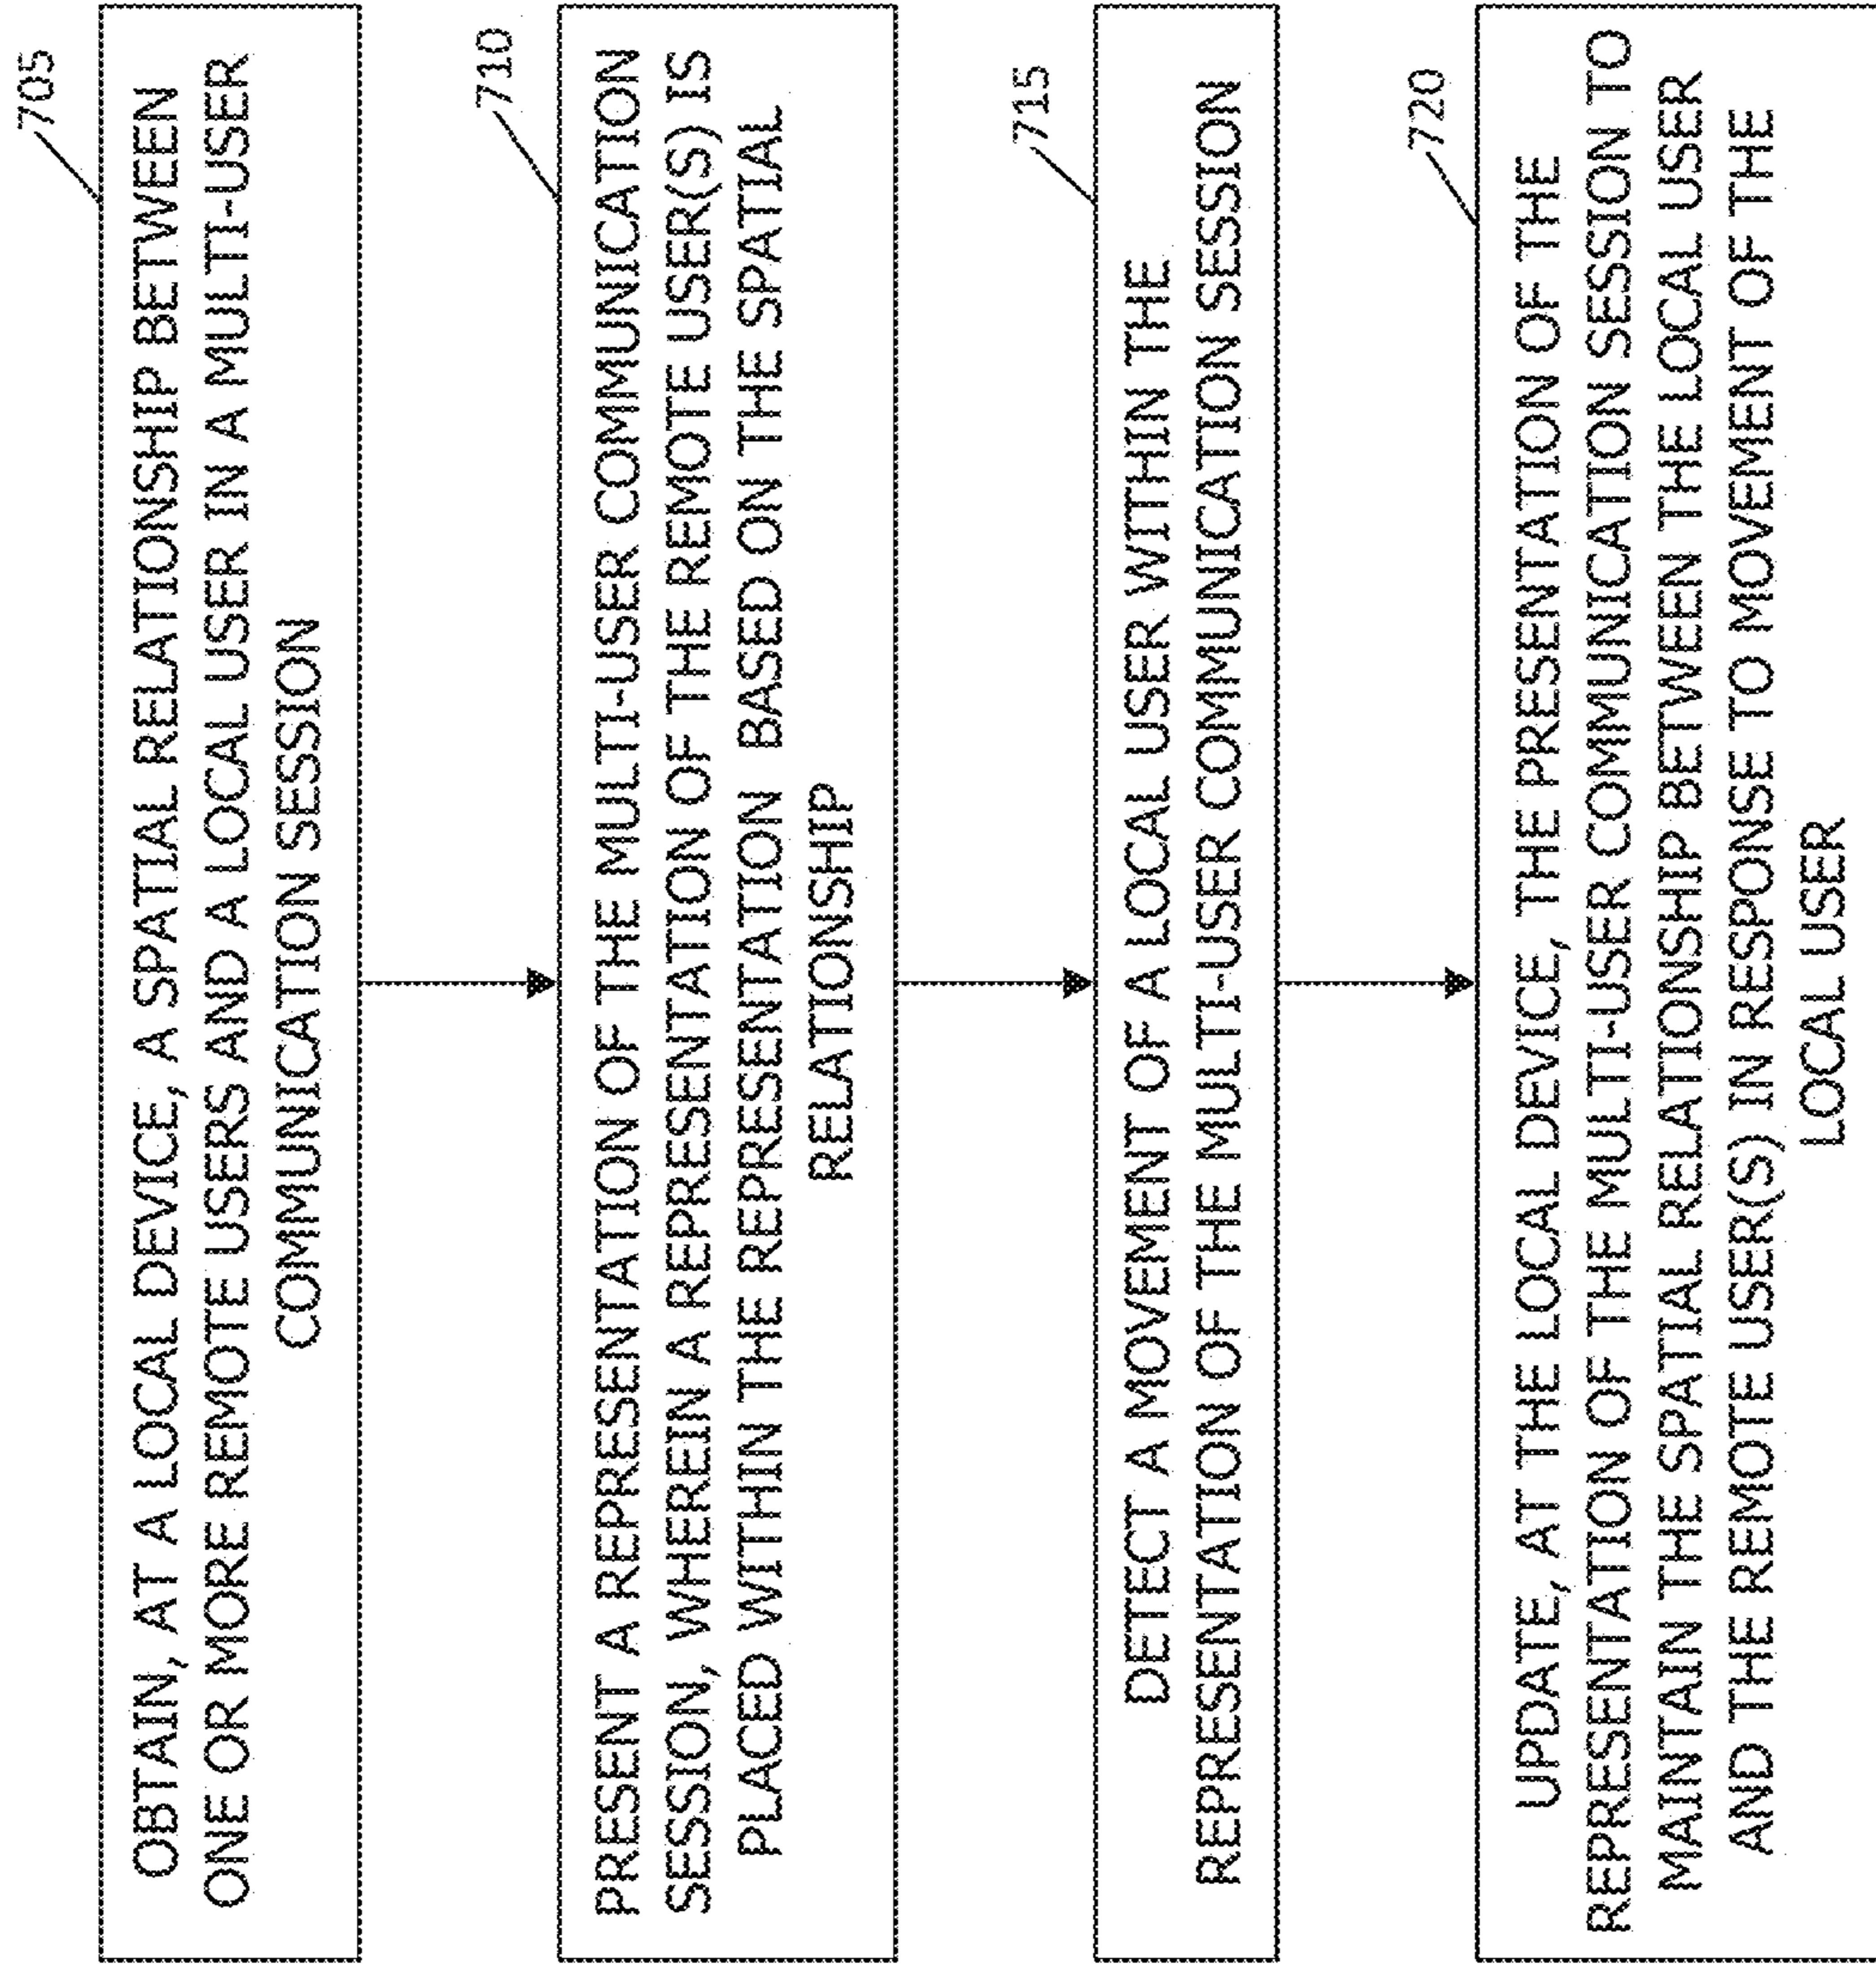 705
OBTAIN, AT A LOCAL DEVICE, A SPATIAL RELATIONSHIP BETWEEN
ONE OR MORE REMOTE USERS AND A LOCAL USER IN A MULTI-USER
COMMUNICATION SESSION
710
PRESENT A REPRESENTATION OF THE MULTI-USER COMMUNICATION
SESSION, WHEREIN A REPRESENTATION OF THE REMOTE USER(S) IS
PLACED WITHIN THE REPRESENTATION BASED ON THE SPATIAL
RELATIONSHIP
715
DETECT A MOVEMENT OF A LOCAL USER WITHIN THE
REPRESENTATION OF THE MULTI-USER COMMUNICATION SESSION
720
UPDATE, AT THE LOCAL DEVICE, THE PRESENTATION OF THE
REPRESENTATION OF THE MULTI-USER COMMUNICATION SESSION TO
MAINTAIN THE SPATIAL RELATIONSHIP BETWEEN THE LOCAL USER
AND THE REMOTE USER(S) IN RESPONSE TO MOVEMENT OF THE
LOCAL USER